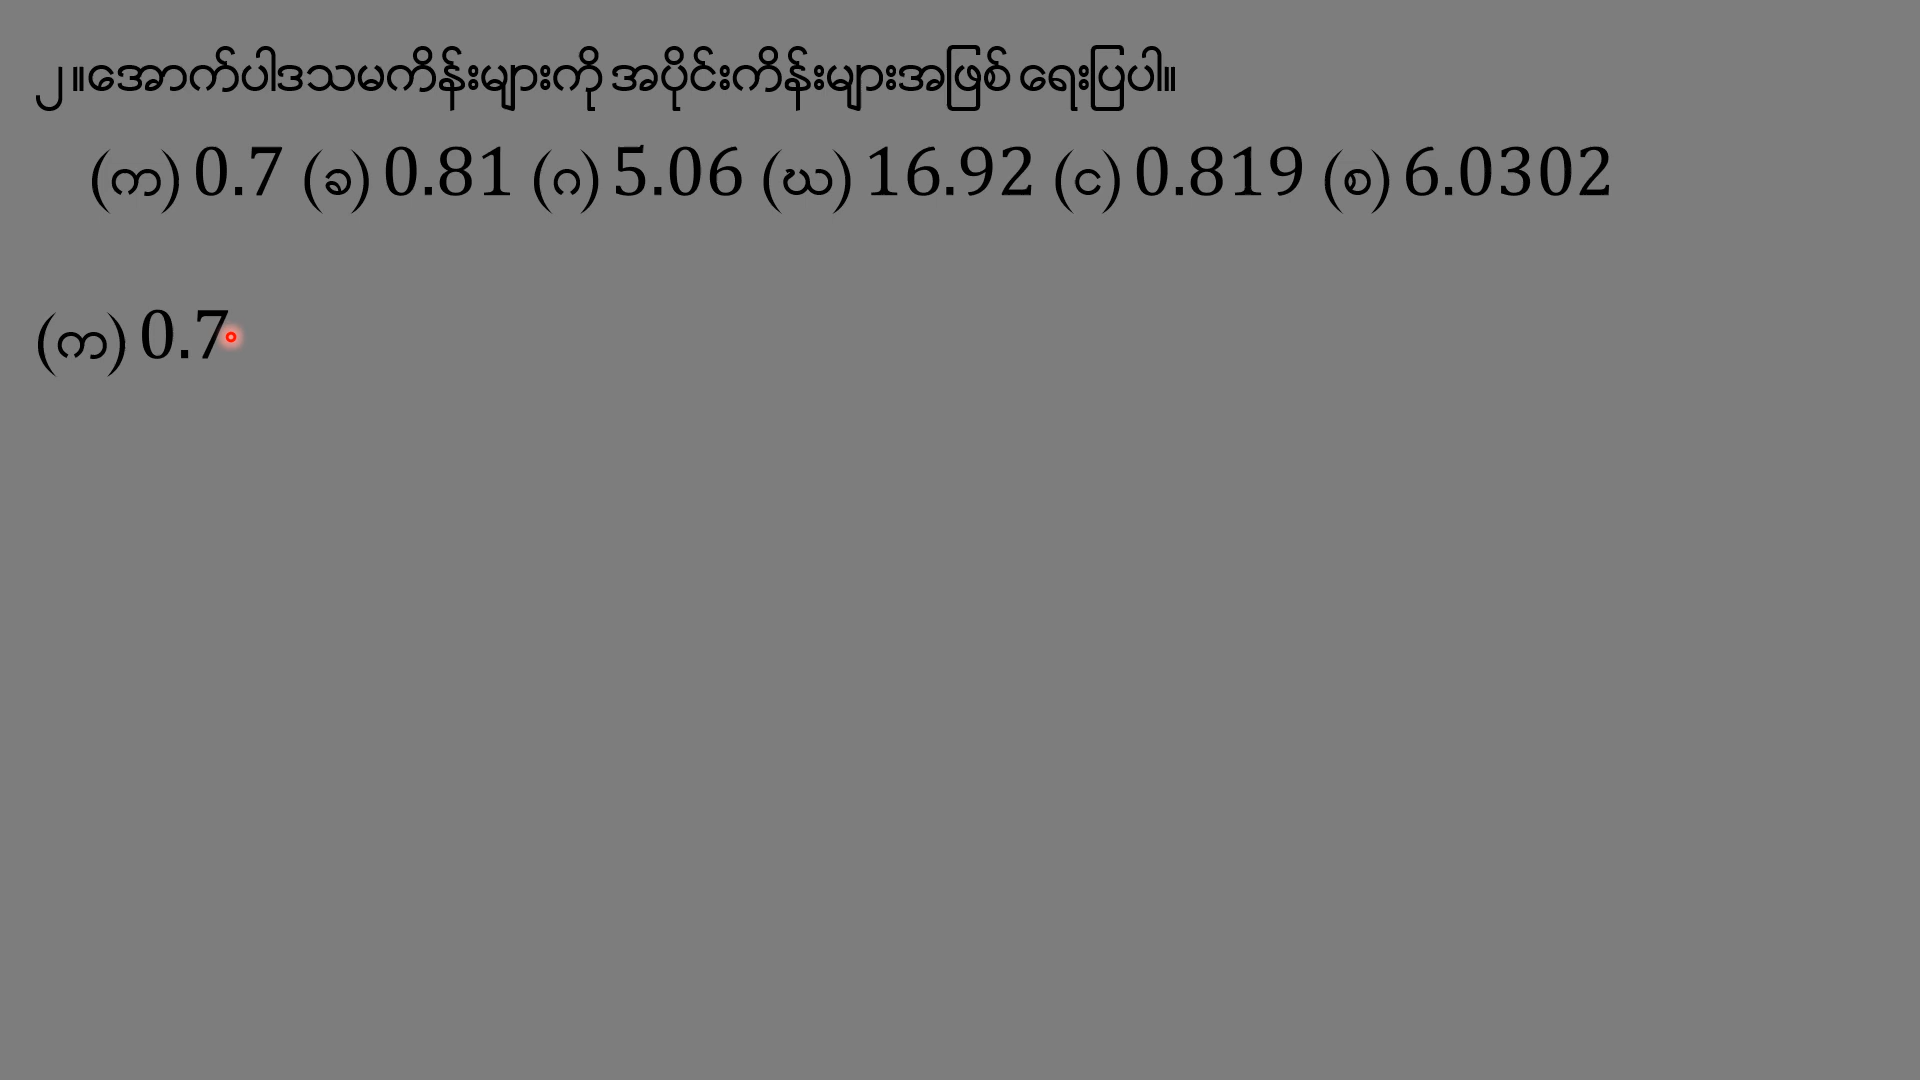 ၂။အောက်ပါဒသမကိန်းများကို အပိုင်းကိန်းများအဖြစ် ရေးပြပါ။
(က) 0.7 (ခ) 0.81 (ဂ) 5.06 (ဃ) 16.92 (င) 0.819 (စ) 6.0302
(က) 0.7